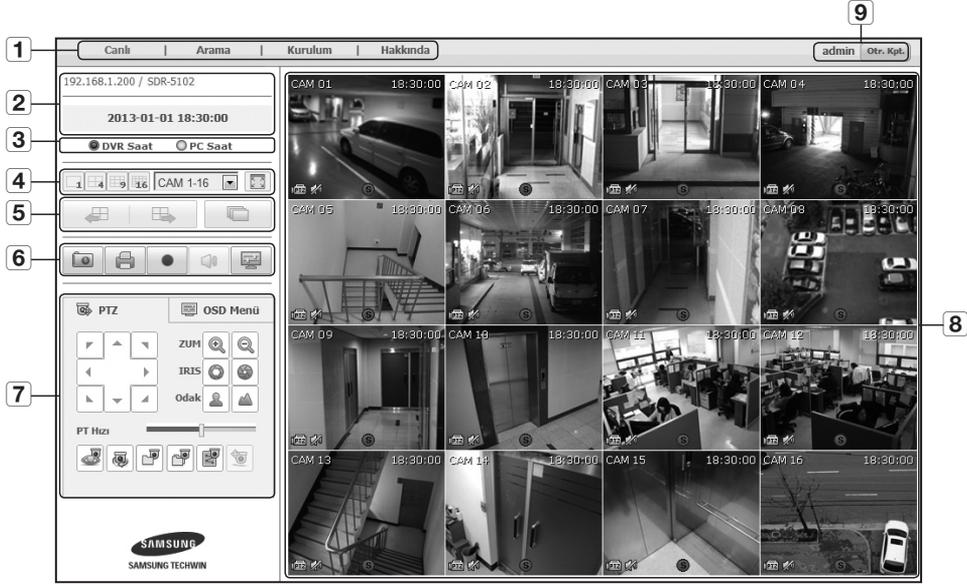 9
1
Canlı | Arama | Kurulum | Hakkında
admin Otr. Kpt.
2
192.168.1.200 / SDR-5102
2013-01-01 18:30:00
3
DVR Saat PC Saat
4
1 4 9 16 CAM 1-16
5
6
7
PTZ OSD Menü
ZUM
IRIS
Odak
PT Hızı
SAMSUNG
SAMSUNG TECHWIN
CAM 01 18:30:00
CAM 02 18:30:00
CAM 03 18:30:00
CAM 04 18:30:00
S S S S
CAM 05 18:30:00
CAM 06 18:30:00
CAM 07 18:30:00
CAM 08 18:30:00
S S S S
8
CAM 09 18:30:00
CAM 10 18:30:00
CAM 11 18:30:00
CAM 12 18:30:00
S S S S
CAM 13 18:30:00
CAM 14 18:30:00
CAM 15 18:30:00
CAM 16 18:30:00
S S S S